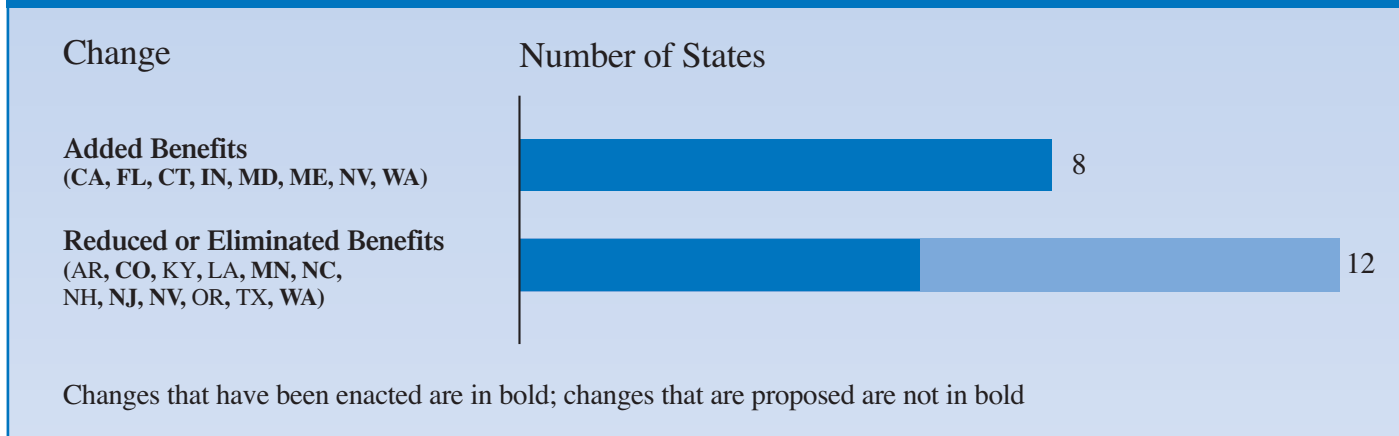 Change
Number of States
Added Benefits
(CA, FL, CT, IN, MD, ME, NV, WA)
8
Reduced or Eliminated Benefits
(AR, CO, KY, LA, MN, NC,
NH, NJ, NV, OR, TX, WA)
12
Changes that have been enacted are in bold; changes that are proposed are not in bold